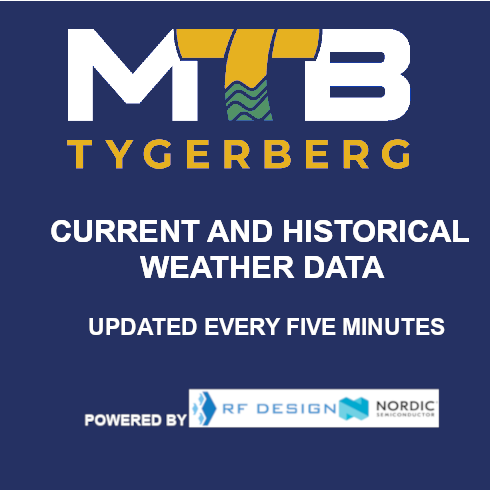 MTB
TYGERBERG
CURRENT AND HISTORICAL
WEATHER DATA
UPDATED EVERY FIVE MINUTES
POWERED BY RF DESIGN NORDIC
SEMICONDUCTOR